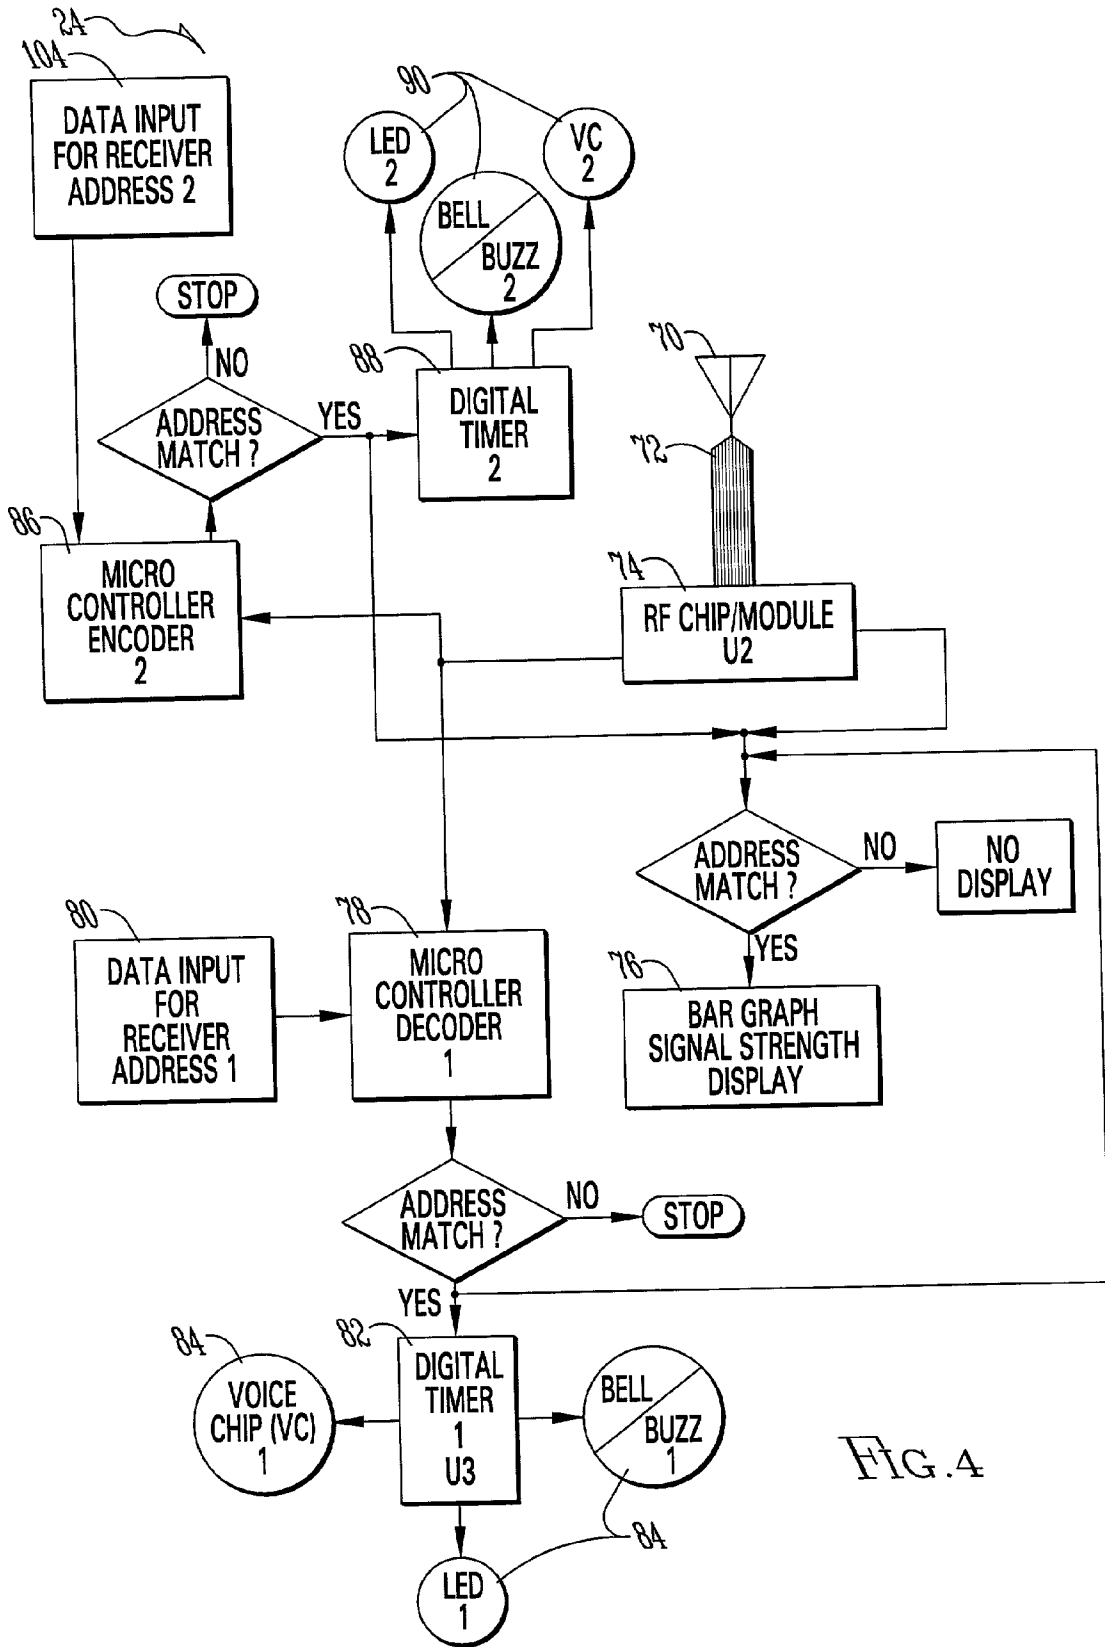 24
104
DATA INPUT
FOR RECEIVER
ADDRESS 2
90
LED
2
VC
2
BELL
BUZZ
2
STOP
NO
ADDRESS
MATCH ?
YES
88
DIGITAL
TIMER
2
70
72
86
MICRO
CONTROLLER
ENCODER
2
74
RF CHIP/MODULE
U2
ADDRESS
MATCH ?
NO
NO
DISPLAY
YES
76
BAR GRAPH
SIGNAL STRENGTH
DISPLAY
80
DATA INPUT
FOR
RECEIVER
ADDRESS 1
78
MICRO
CONTROLLER
DECODER
1
ADDRESS
MATCH ?
NO
STOP
YES
82
DIGITAL
TIMER
1
U3
84
VOICE
CHIP (VC)
1
BELL
BUZZ
1
84
LED
1
FIG. 4